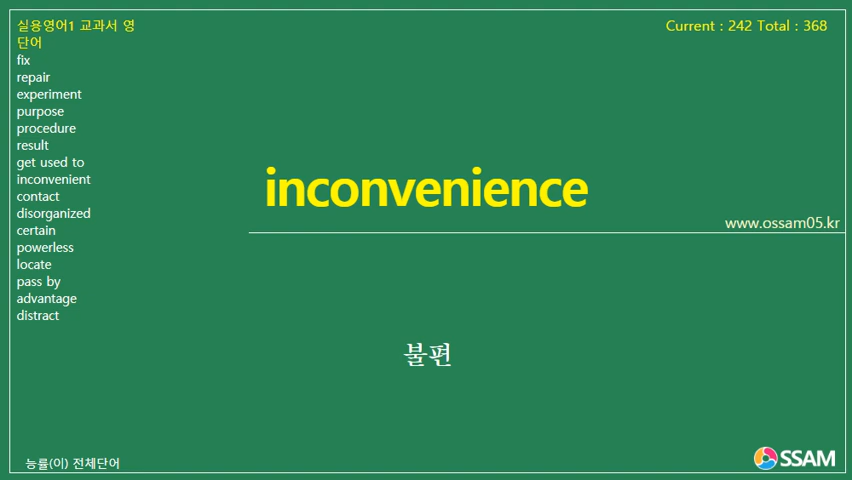 실용영어1 교과서 영
단어
fix
repair
experiment
purpose
procedure
result
get used to
inconvenient
contact
disorganized
certain
powerless
locate
pass by
advantage
distract
Current : 242 Total : 368
inconvenience
www.ossam05.kr
불편
능률(이) 전체단어
OSSAM